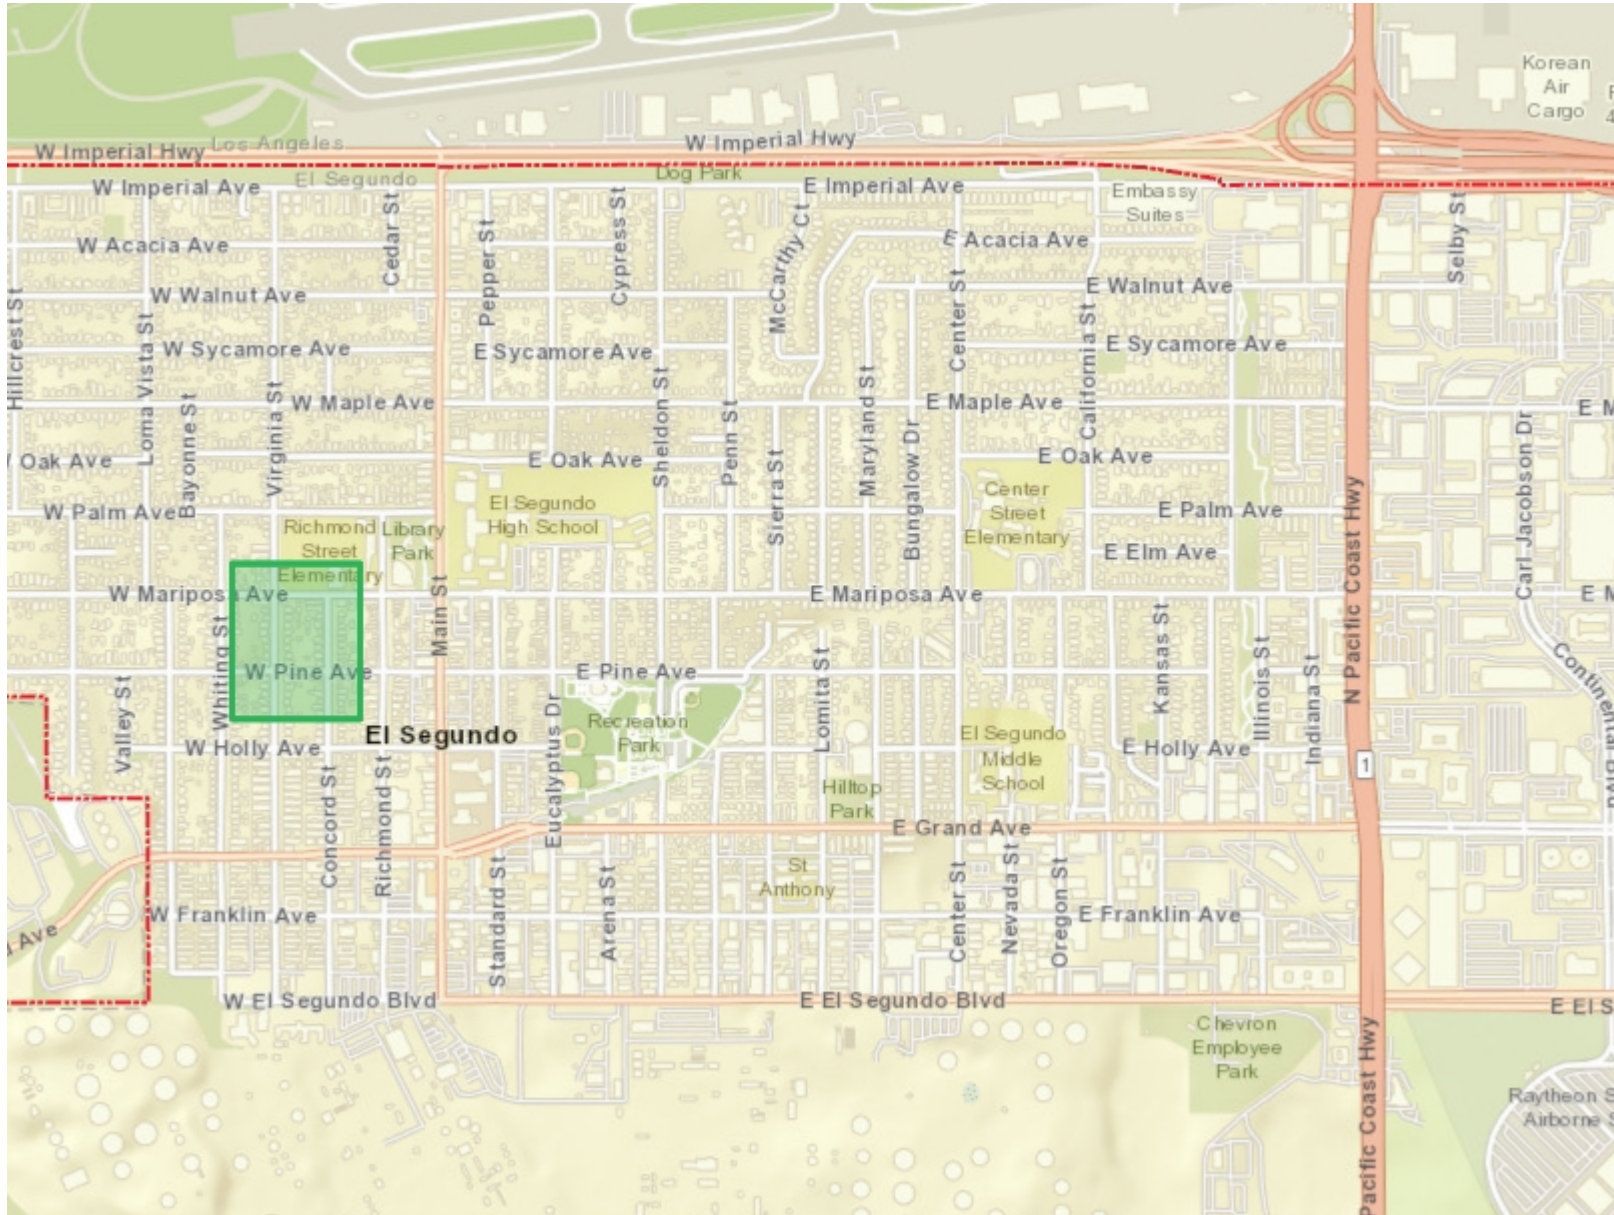 Korean
Air
Cargo
W Imperial Hwy
Los Angeles
W Imperial Hwy
W Imperial Ave
El Segundo
Dog Park
E Imperial Ave
Embassy
Suites
Cedar St
Pepper St
Cypress St
McCarthy Ct
Selby St
W Acacia Ave
E Acacia Ave
W Walnut Ave
E Walnut Ave
Hillcrest St
Loma Vista St
W Sycamore Ave
E Sycamore Ave
Center St
California St
E Sycamore Ave
Bayonne St
Virginia St
W Maple Ave
Sheldon St
Penn St
Sierra St
Maryland St
Bungalow Dr
E Maple Ave
E M
Oak Ave
E Oak Ave
E Oak Ave
Carl Jacobson Dr
W Palm Ave
Richmond
Street
Elementary
Library
Park
El Segundo
High School
Center
Street
Elementary
E Palm Ave
E Elm Ave
N Pacific Coast Hwy
W Mariposa Ave
Main St
E Mariposa Ave
E M
Whiting St
W Pine Ave
E Pine Ave
Lomita St
Kansas St
Illinois St
Indiana St
Continental Blvd
Valley St
El Segundo
Eucalyptus Dr
Recreation
Park
El Segundo
Middle
School
W Holly Ave
E Holly Ave
1
Concord St
Richmond St
Hilltop
Park
E Grand Ave
Standard St
Arena St
St
Anthony
Center St
Nevada St
Oregon St
W Franklin Ave
E Franklin Ave
Ave
W El Segundo Blvd
E El Segundo Blvd
E El S
Chevron
Employee
Park
Pacific Coast Hwy
Raytheon S
Airborne S